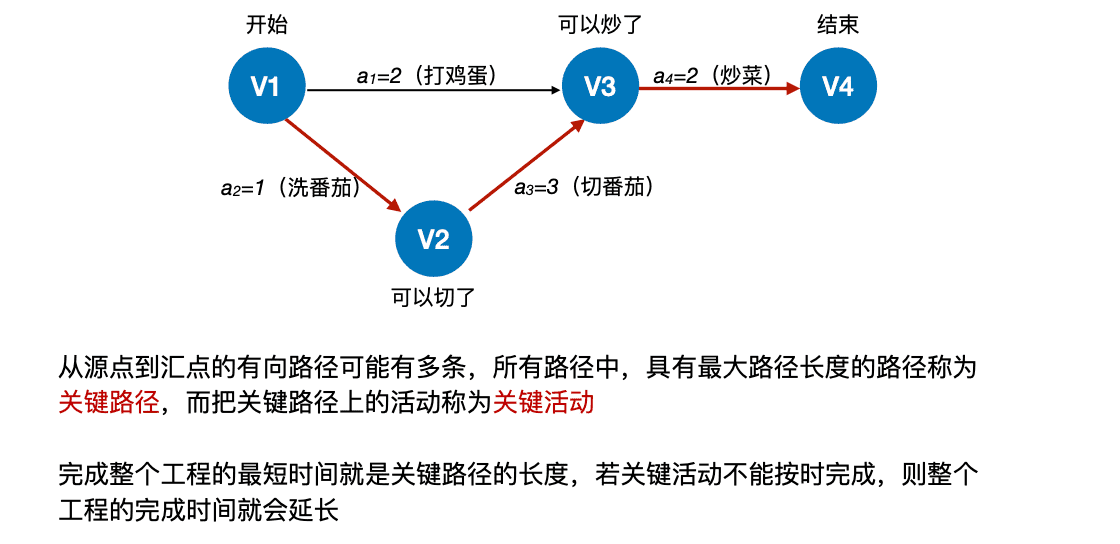 开始
可以炒了
结束
V1
a₁=2（打鸡蛋）
V3
a₄=2（炒菜）
V4
a₂=1（洗番茄）
a₃=3（切番茄）
V2
可以切了
从源点到汇点的有向路径可能有多条，所有路径中，具有最大路径长度的路径称为
关键路径，而把关键路径上的活动称为关键活动
完成整个工程的最短时间就是关键路径的长度，若关键活动不能按时完成，则整个
工程的完成时间就会延长